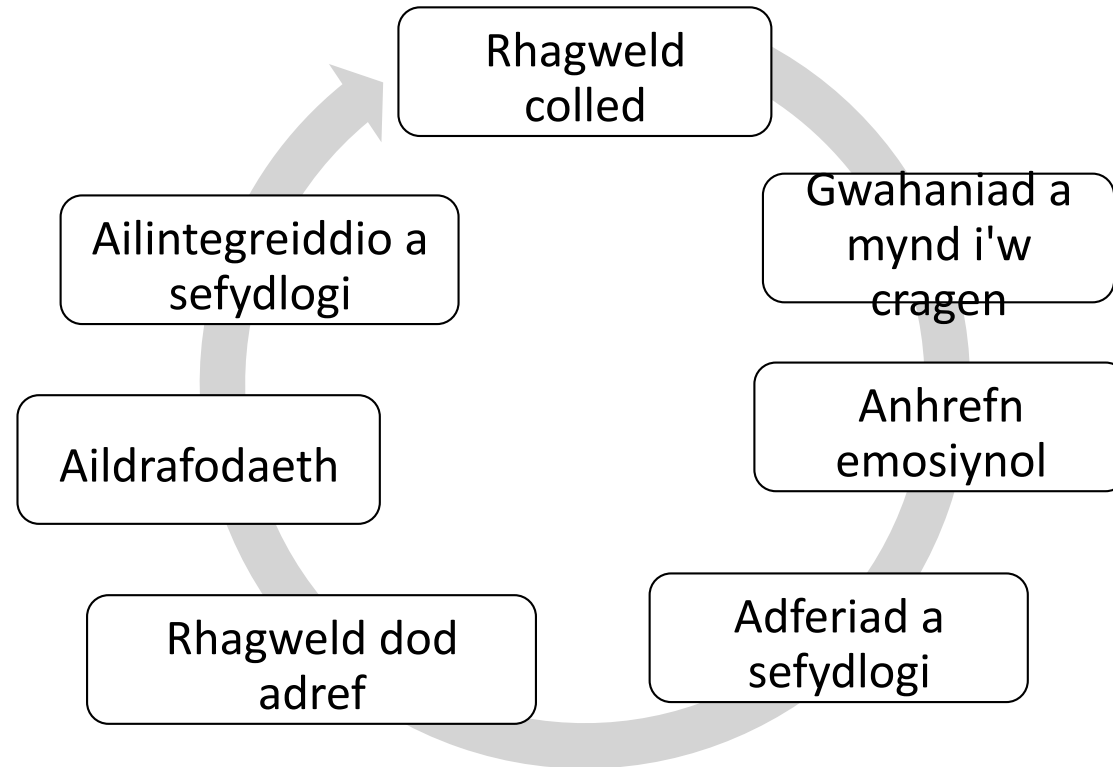 Rhagweld
colled
Gwahaniad a
mynd i'w
cragen
Anhrefn
emosiynol
Adferiad a
sefydlogi
Rhagweld dod
adref
Aildrafodaeth
Ailintegreiddio a
sefydlogi